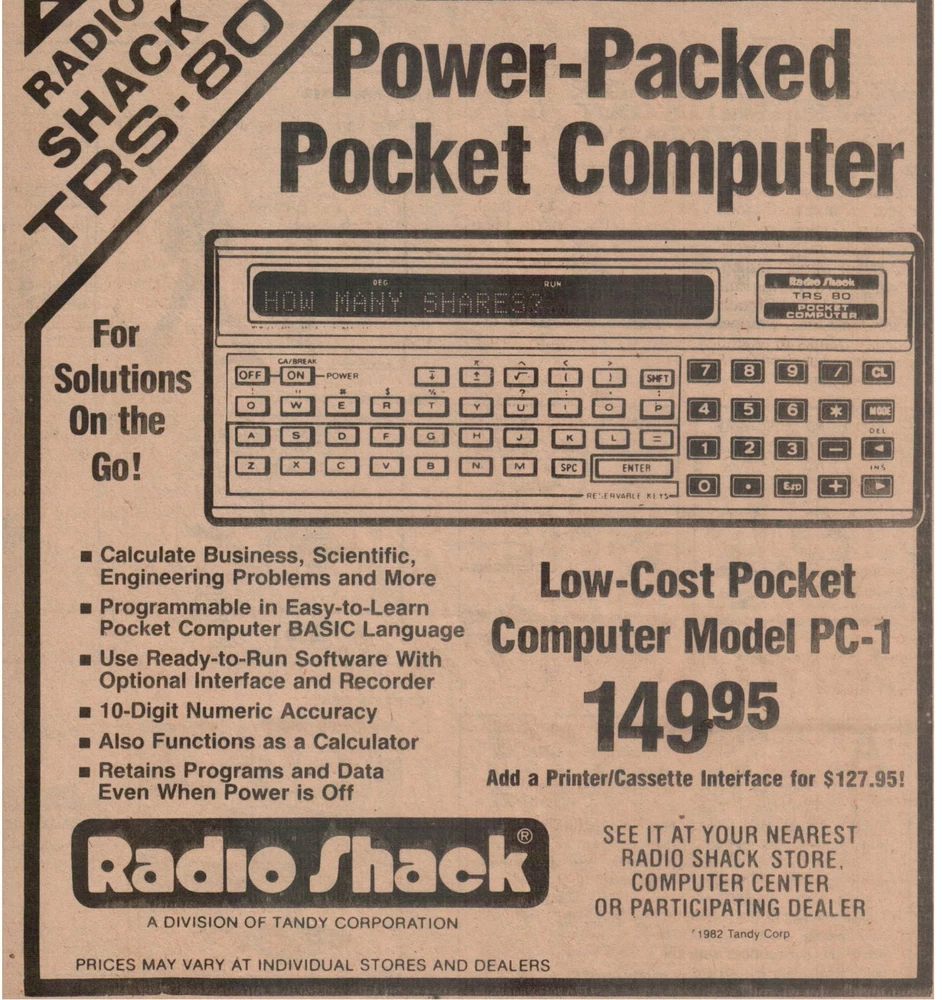 RADIO
SHACK
TRS-80
Power-Packed
Pocket Computer
DEG RUN
HOW MANY SHARES?
Radio Shack
TRS 80
POCKET
COMPUTER
For
Solutions
On the
Go!
CA/BREAK
OFF ON POWER
π ^ < >
√ ( ) SHFT
7 8 9 / CL
! " # $ % ?
Q W E R T Y U I O P
4 5 6 * MODE
A S D F G H J K L =
DEL
1 2 3 - ◄
Z X C V B N M SPC ENTER
INS
0 . Exp + ►
RESERVABLE KEYS
■ Calculate Business, Scientific,
Engineering Problems and More
■ Programmable in Easy-to-Learn
Pocket Computer BASIC Language
■ Use Ready-to-Run Software With
Optional Interface and Recorder
■ 10-Digit Numeric Accuracy
■ Also Functions as a Calculator
■ Retains Programs and Data
Even When Power is Off
Low-Cost Pocket
Computer Model PC-1
149⁹⁵
Add a Printer/Cassette Interface for $127.95!
Radio Shack®
A DIVISION OF TANDY CORPORATION
PRICES MAY VARY AT INDIVIDUAL STORES AND DEALERS
SEE IT AT YOUR NEAREST
RADIO SHACK STORE,
COMPUTER CENTER
OR PARTICIPATING DEALER
1982 Tandy Corp.